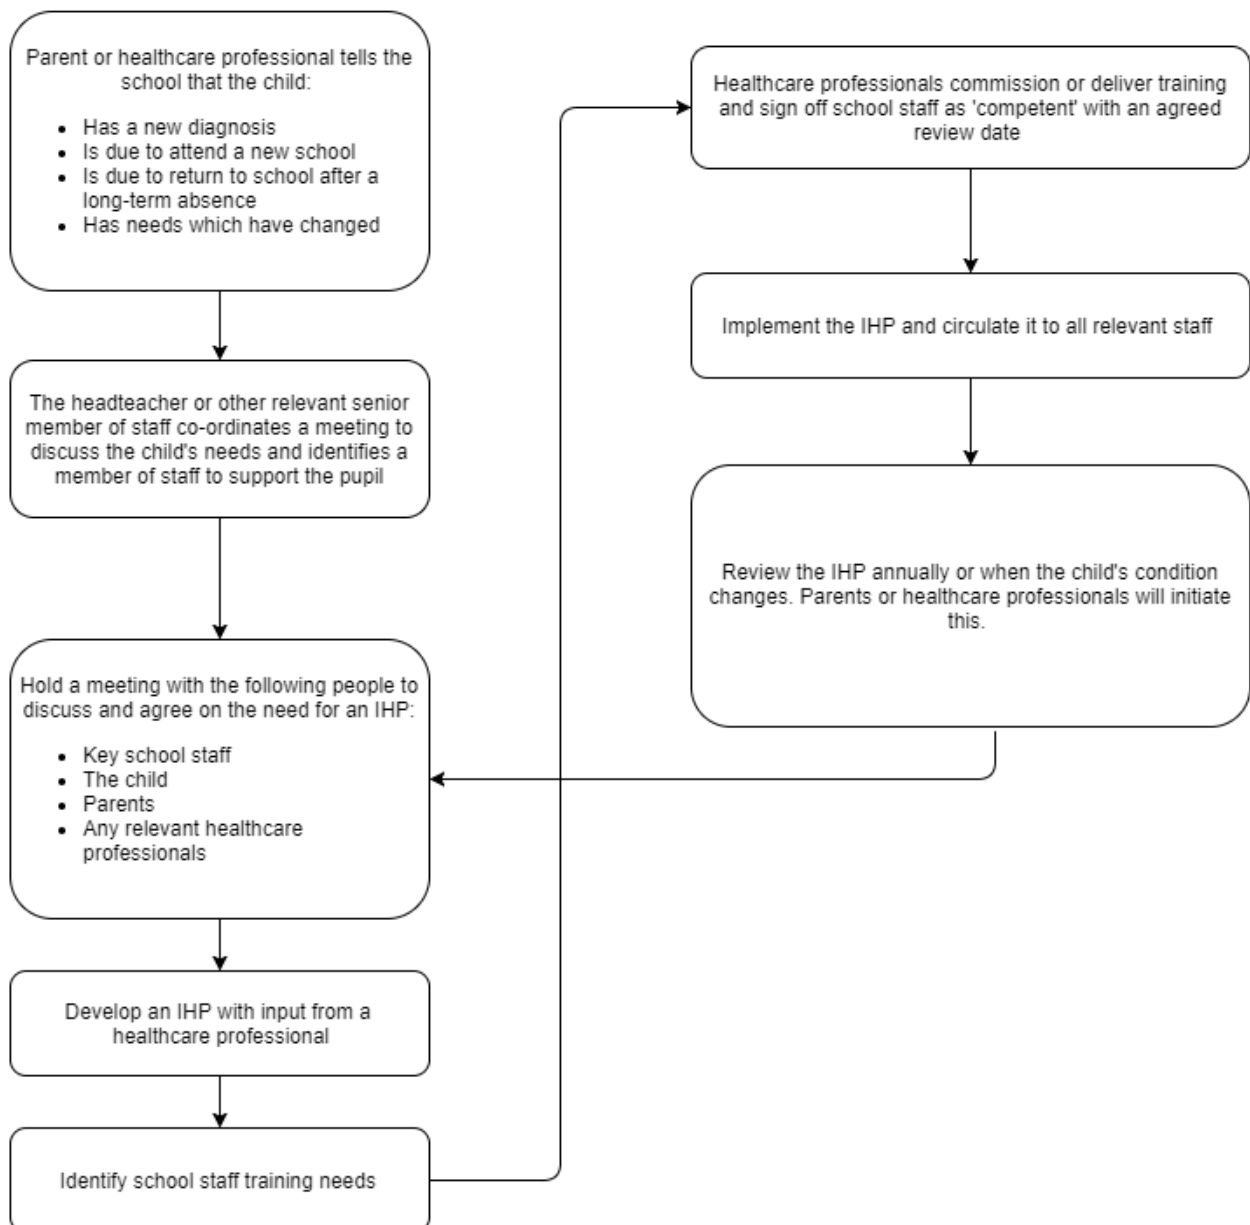 Parent or healthcare professional tells the
school that the child:
• Has a new diagnosis
• Is due to attend a new school
• Is due to return to school after a
long-term absence
• Has needs which have changed
The headteacher or other relevant senior
member of staff co-ordinates a meeting to
discuss the child's needs and identifies a
member of staff to support the pupil
Hold a meeting with the following people to
discuss and agree on the need for an IHP:
• Key school staff
• The child
• Parents
• Any relevant healthcare
professionals
Develop an IHP with input from a
healthcare professional
Identify school staff training needs
Healthcare professionals commission or deliver training
and sign off school staff as 'competent' with an agreed
review date
Implement the IHP and circulate it to all relevant staff
Review the IHP annually or when the child's condition
changes. Parents or healthcare professionals will initiate
this.